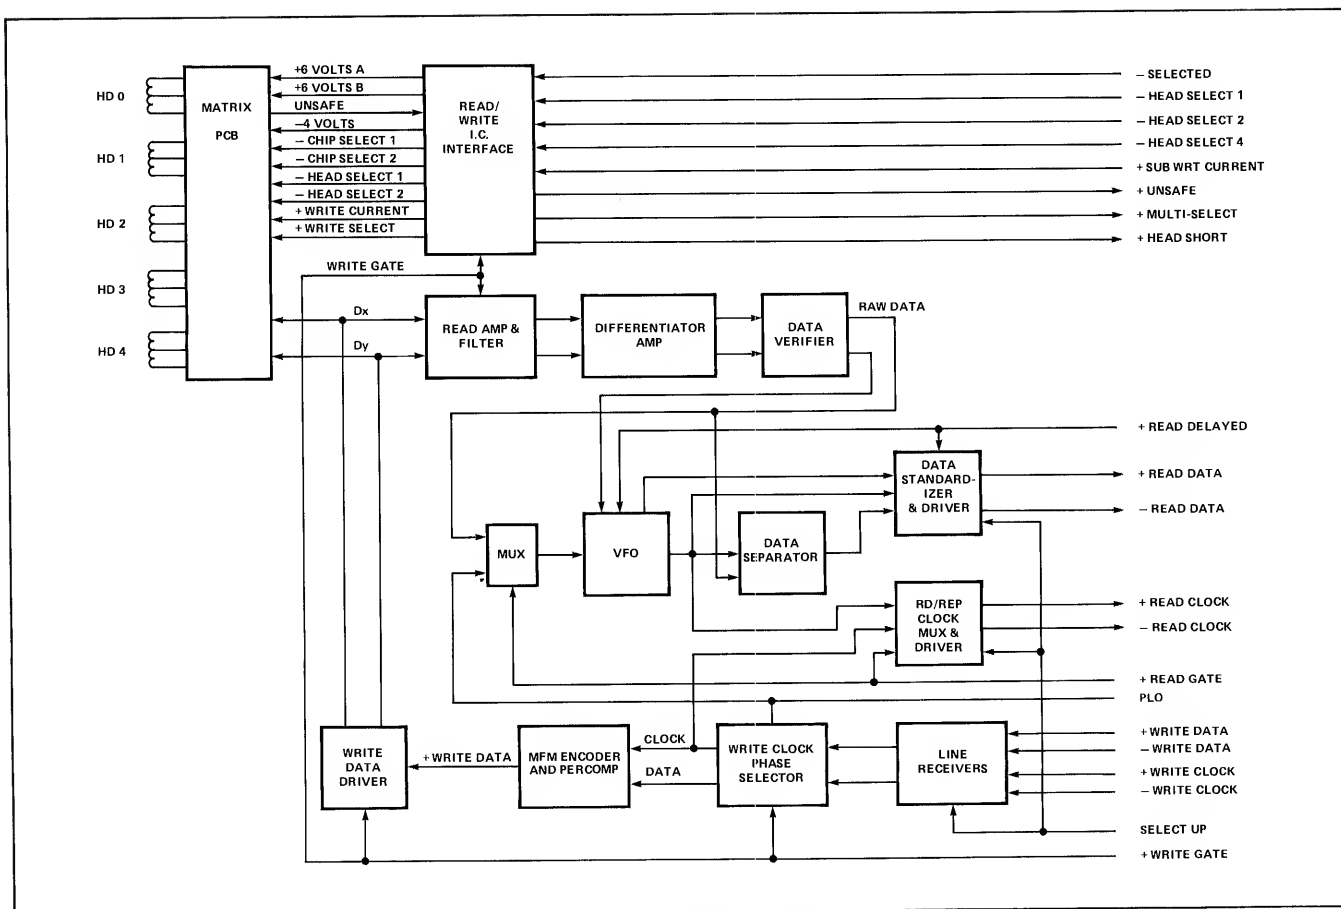 HD 0
HD 1
HD 2
HD 3
HD 4
MATRIX
PCB
+6 VOLTS A
+6 VOLTS B
UNSAFE
−4 VOLTS
− CHIP SELECT 1
− CHIP SELECT 2
− HEAD SELECT 1
− HEAD SELECT 2
+ WRITE CURRENT
+ WRITE SELECT
READ/
WRITE
I.C.
INTERFACE
− SELECTED
− HEAD SELECT 1
− HEAD SELECT 2
− HEAD SELECT 4
+ SUB WRT CURRENT
+ UNSAFE
+ MULTI-SELECT
+ HEAD SHORT
WRITE GATE
Dx
Dy
READ AMP &
FILTER
DIFFERENTIATOR
AMP
DATA
VERIFIER
RAW DATA
MUX
VFO
DATA
SEPARATOR
DATA
STANDARD-
IZER
& DRIVER
+ READ DELAYED
+ READ DATA
− READ DATA
RD/REP
CLOCK
MUX &
DRIVER
+ READ CLOCK
− READ CLOCK
+ READ GATE
PLO
WRITE
DATA
DRIVER
+ WRITE DATA
MFM ENCODER
AND PERCOMP
CLOCK
DATA
WRITE CLOCK
PHASE
SELECTOR
LINE
RECEIVERS
+ WRITE DATA
− WRITE DATA
+ WRITE CLOCK
− WRITE CLOCK
SELECT UP
+ WRITE GATE